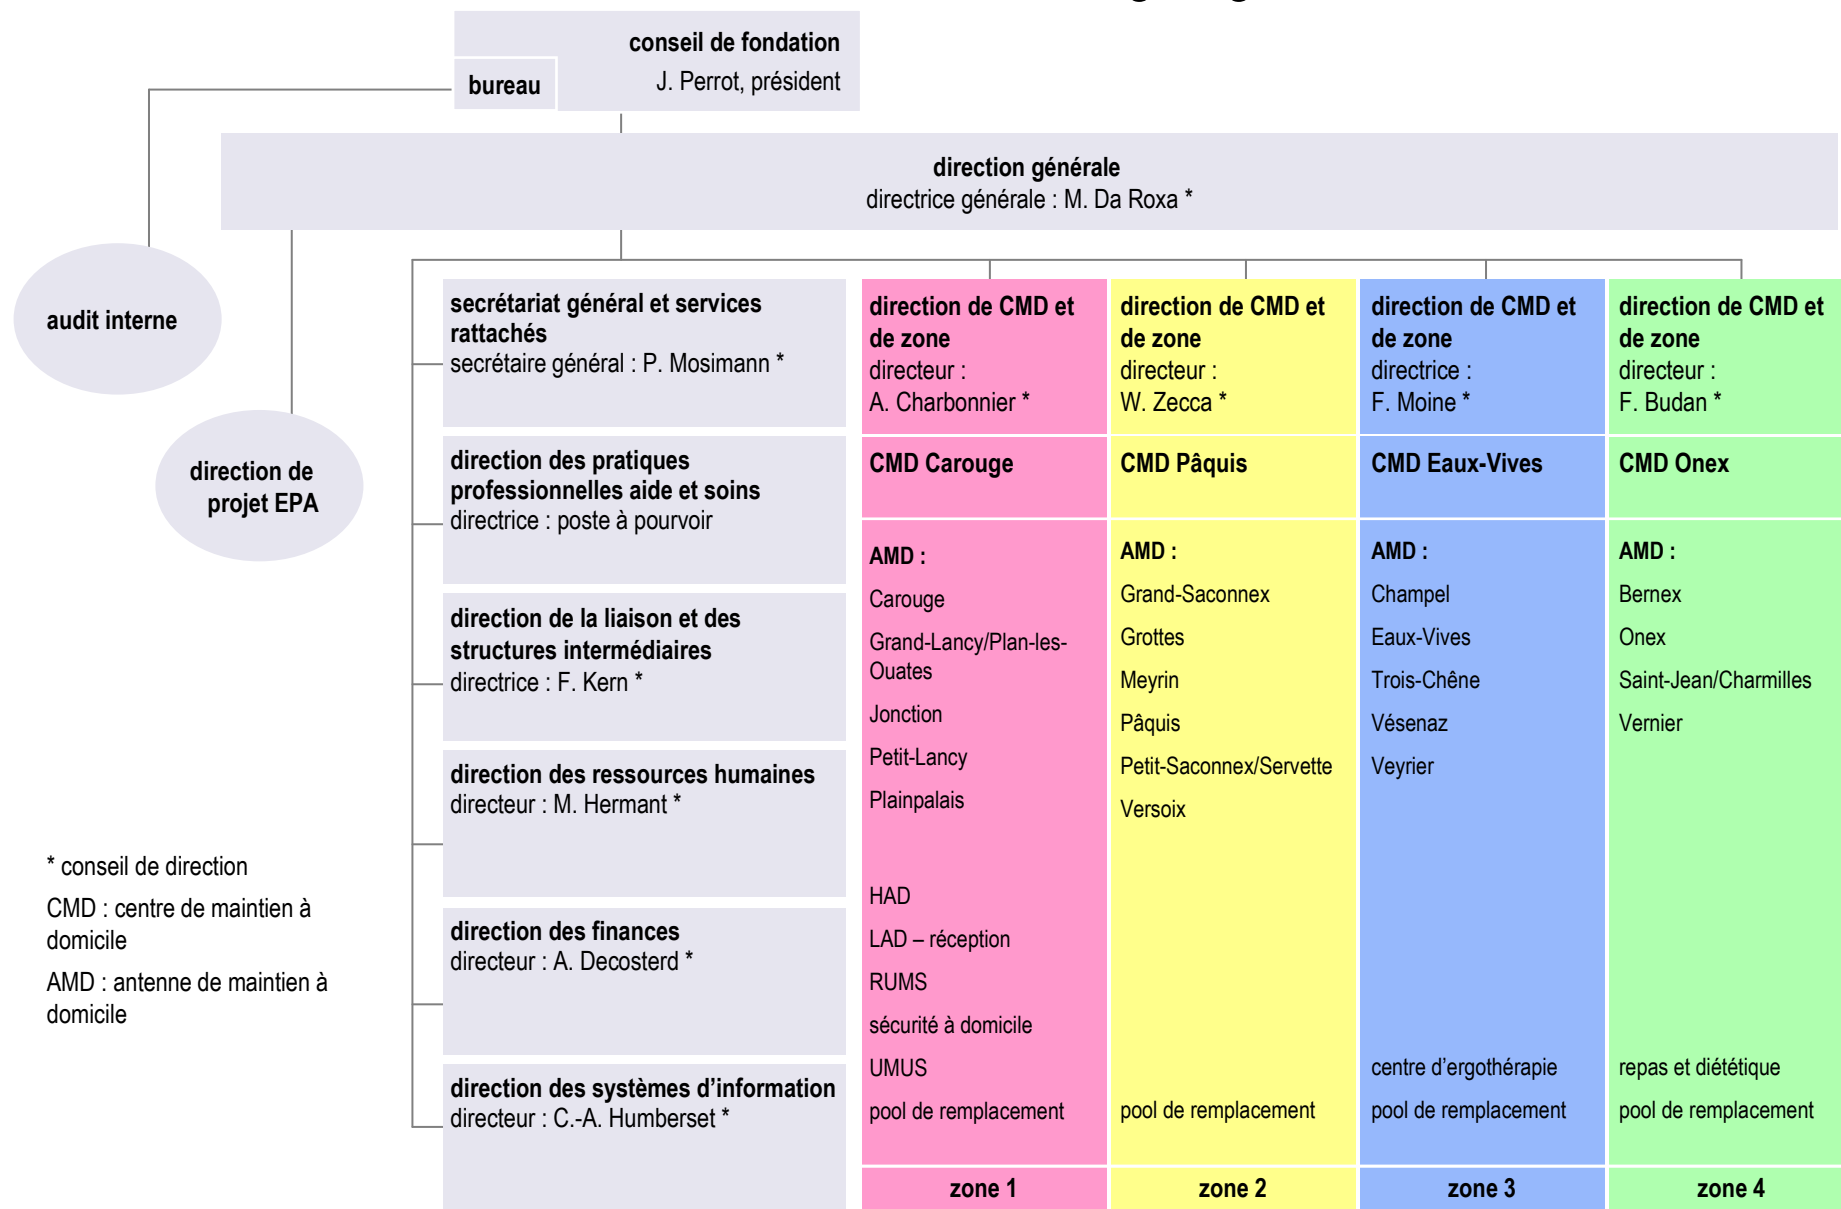 conseil de fondation
bureau
J. Perrot, président
direction générale
directrice générale : M. Da Roxa *
audit interne
direction de
projet EPA
secrétariat général et services
rattachés
secrétaire général : P. Mosimann *
direction des pratiques
professionnelles aide et soins
directrice : poste à pourvoir
direction de la liaison et des
structures intermédiaires
directrice : F. Kern *
direction des ressources humaines
directeur : M. Hermant *
direction des finances
directeur : A. Decosterd *
direction des systèmes d’information
directeur : C.-A. Humberset *
direction de CMD et
de zone
directeur :
A. Charbonnier *
CMD Carouge
AMD :
Carouge
Grand-Lancy/Plan-les-
Ouates
Jonction
Petit-Lancy
Plainpalais
HAD
LAD – réception
RUMS
sécurité à domicile
UMUS
pool de remplacement
zone 1
direction de CMD et
de zone
directeur :
W. Zecca *
CMD Pâquis
AMD :
Grand-Saconnex
Grottes
Meyrin
Pâquis
Petit-Saconnex/Servette
Versoix
pool de remplacement
zone 2
direction de CMD et
de zone
directrice :
F. Moine *
CMD Eaux-Vives
AMD :
Champel
Eaux-Vives
Trois-Chêne
Vésenaz
Veyrier
centre d’ergothérapie
pool de remplacement
zone 3
direction de CMD et
de zone
directeur :
F. Budan *
CMD Onex
AMD :
Bernex
Onex
Saint-Jean/Charmilles
Vernier
repas et diététique
pool de remplacement
zone 4
* conseil de direction
CMD : centre de maintien à
domicile
AMD : antenne de maintien à
domicile